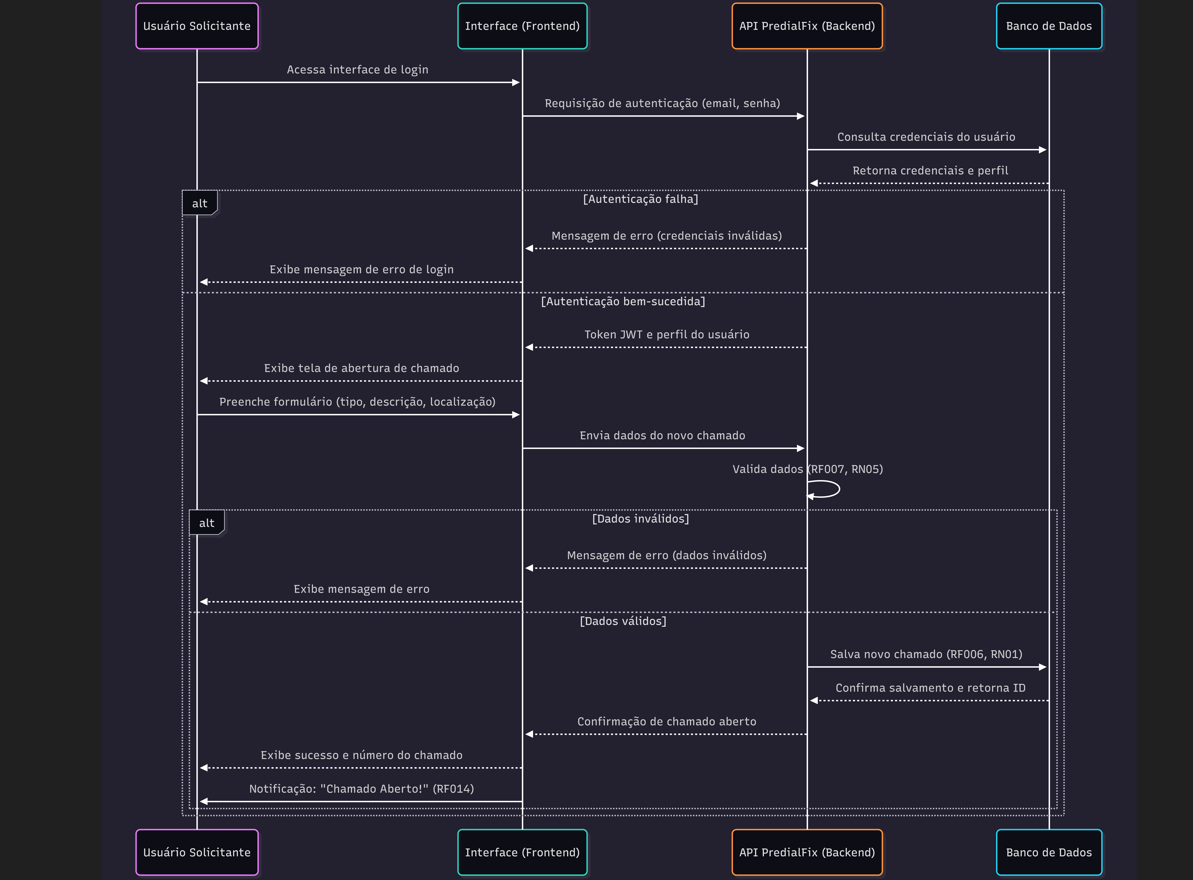 Usuário Solicitante
Interface (Frontend)
API PredialFix (Backend)
Banco de Dados
Acessa interface de login
Requisição de autenticação (email, senha)
Consulta credenciais do usuário
Retorna credenciais e perfil
alt
[Autenticação falha]
Mensagem de erro (credenciais inválidas)
Exibe mensagem de erro de login
[Autenticação bem-sucedida]
Token JWT e perfil do usuário
Exibe tela de abertura de chamado
Preenche formulário (tipo, descrição, localização)
Envia dados do novo chamado
Valida dados (RF007, RN05)
alt
[Dados inválidos]
Mensagem de erro (dados inválidos)
Exibe mensagem de erro
[Dados válidos]
Salva novo chamado (RF006, RN01)
Confirma salvamento e retorna ID
Confirmação de chamado aberto
Exibe sucesso e número do chamado
Notificação: "Chamado Aberto!" (RF014)
Usuário Solicitante
Interface (Frontend)
API PredialFix (Backend)
Banco de Dados